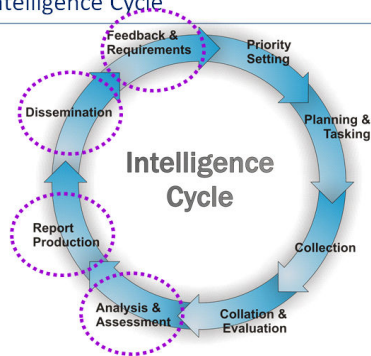 ntelligence Cycle
Feedback &
Requirements
Priority
Setting
Planning &
Tasking
Collection
Collation &
Evaluation
Analysis &
Assessment
Report
Production
Dissemination
Intelligence
Cycle